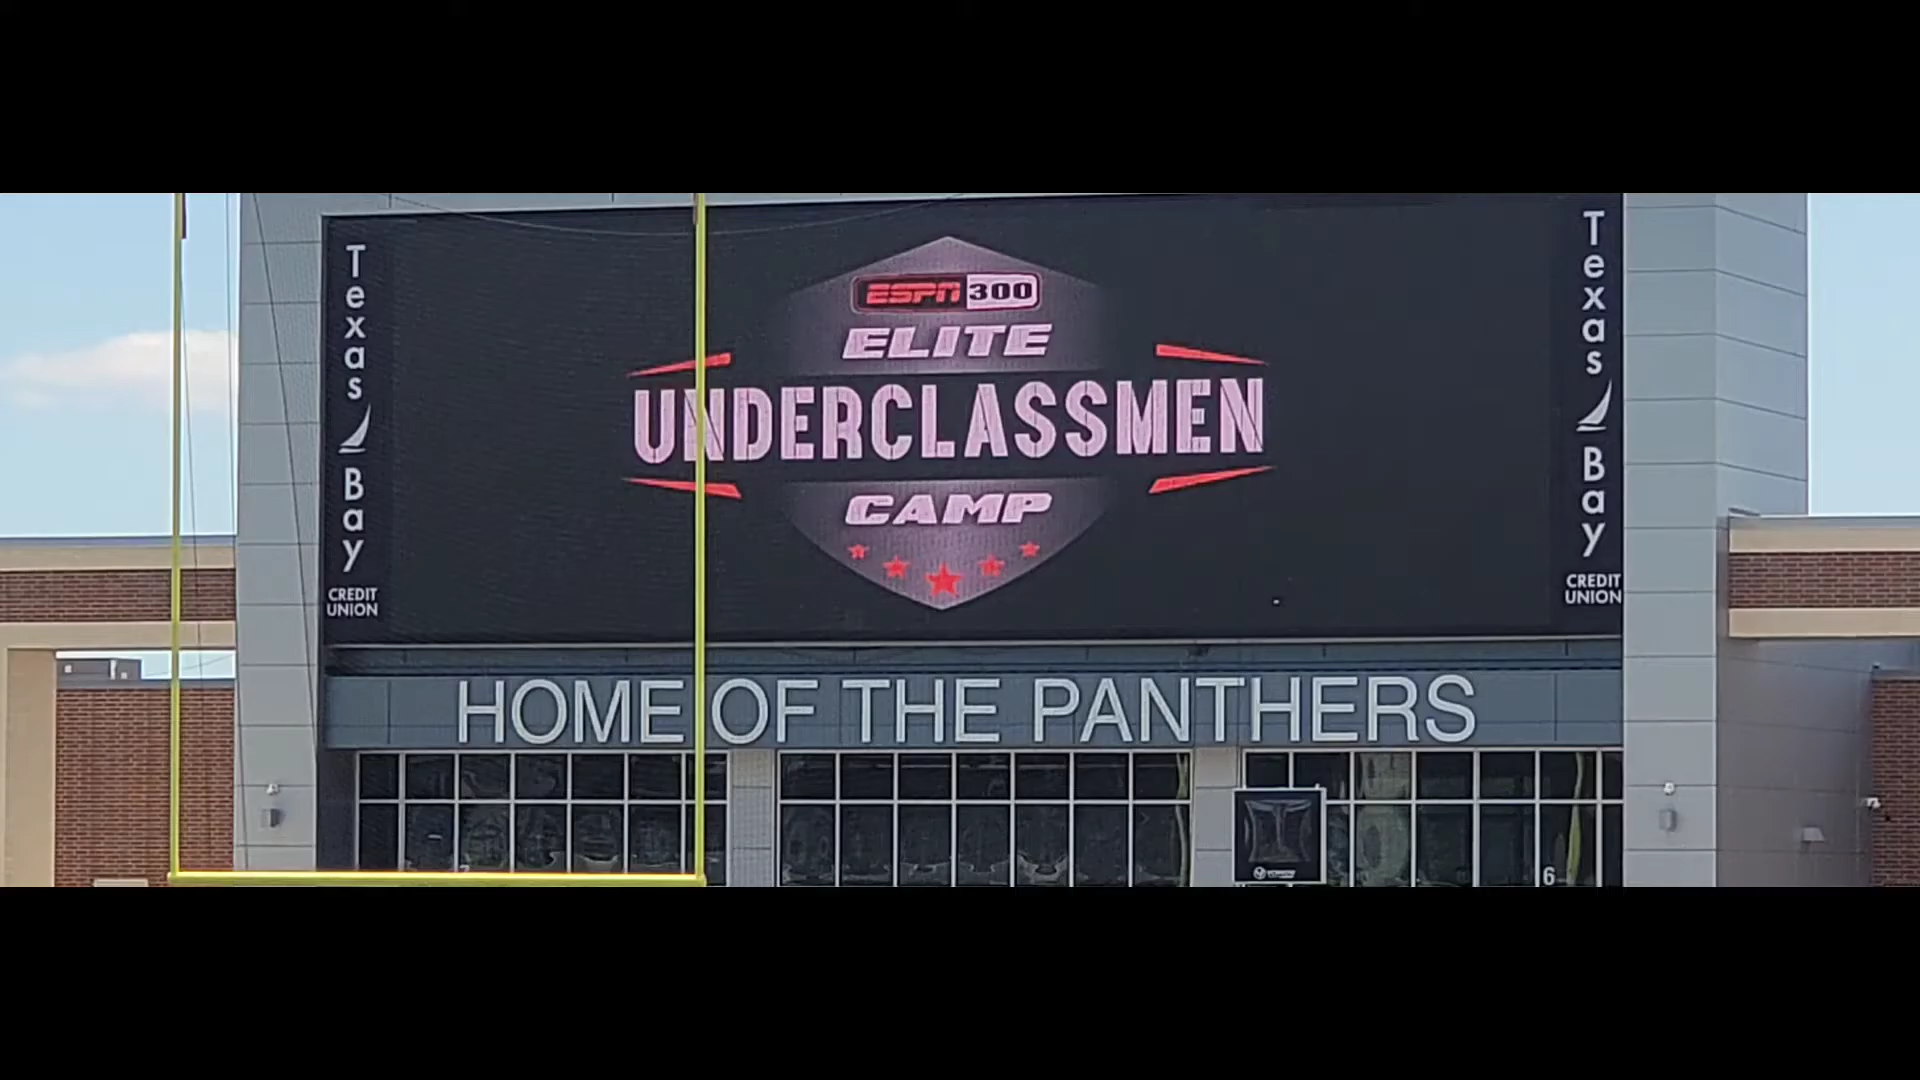 Texas Bay
CREDIT
UNION
ESPN 300
ELITE
UNDERCLASSMEN
CAMP
Texas Bay
CREDIT
UNION
HOME OF THE PANTHERS
6